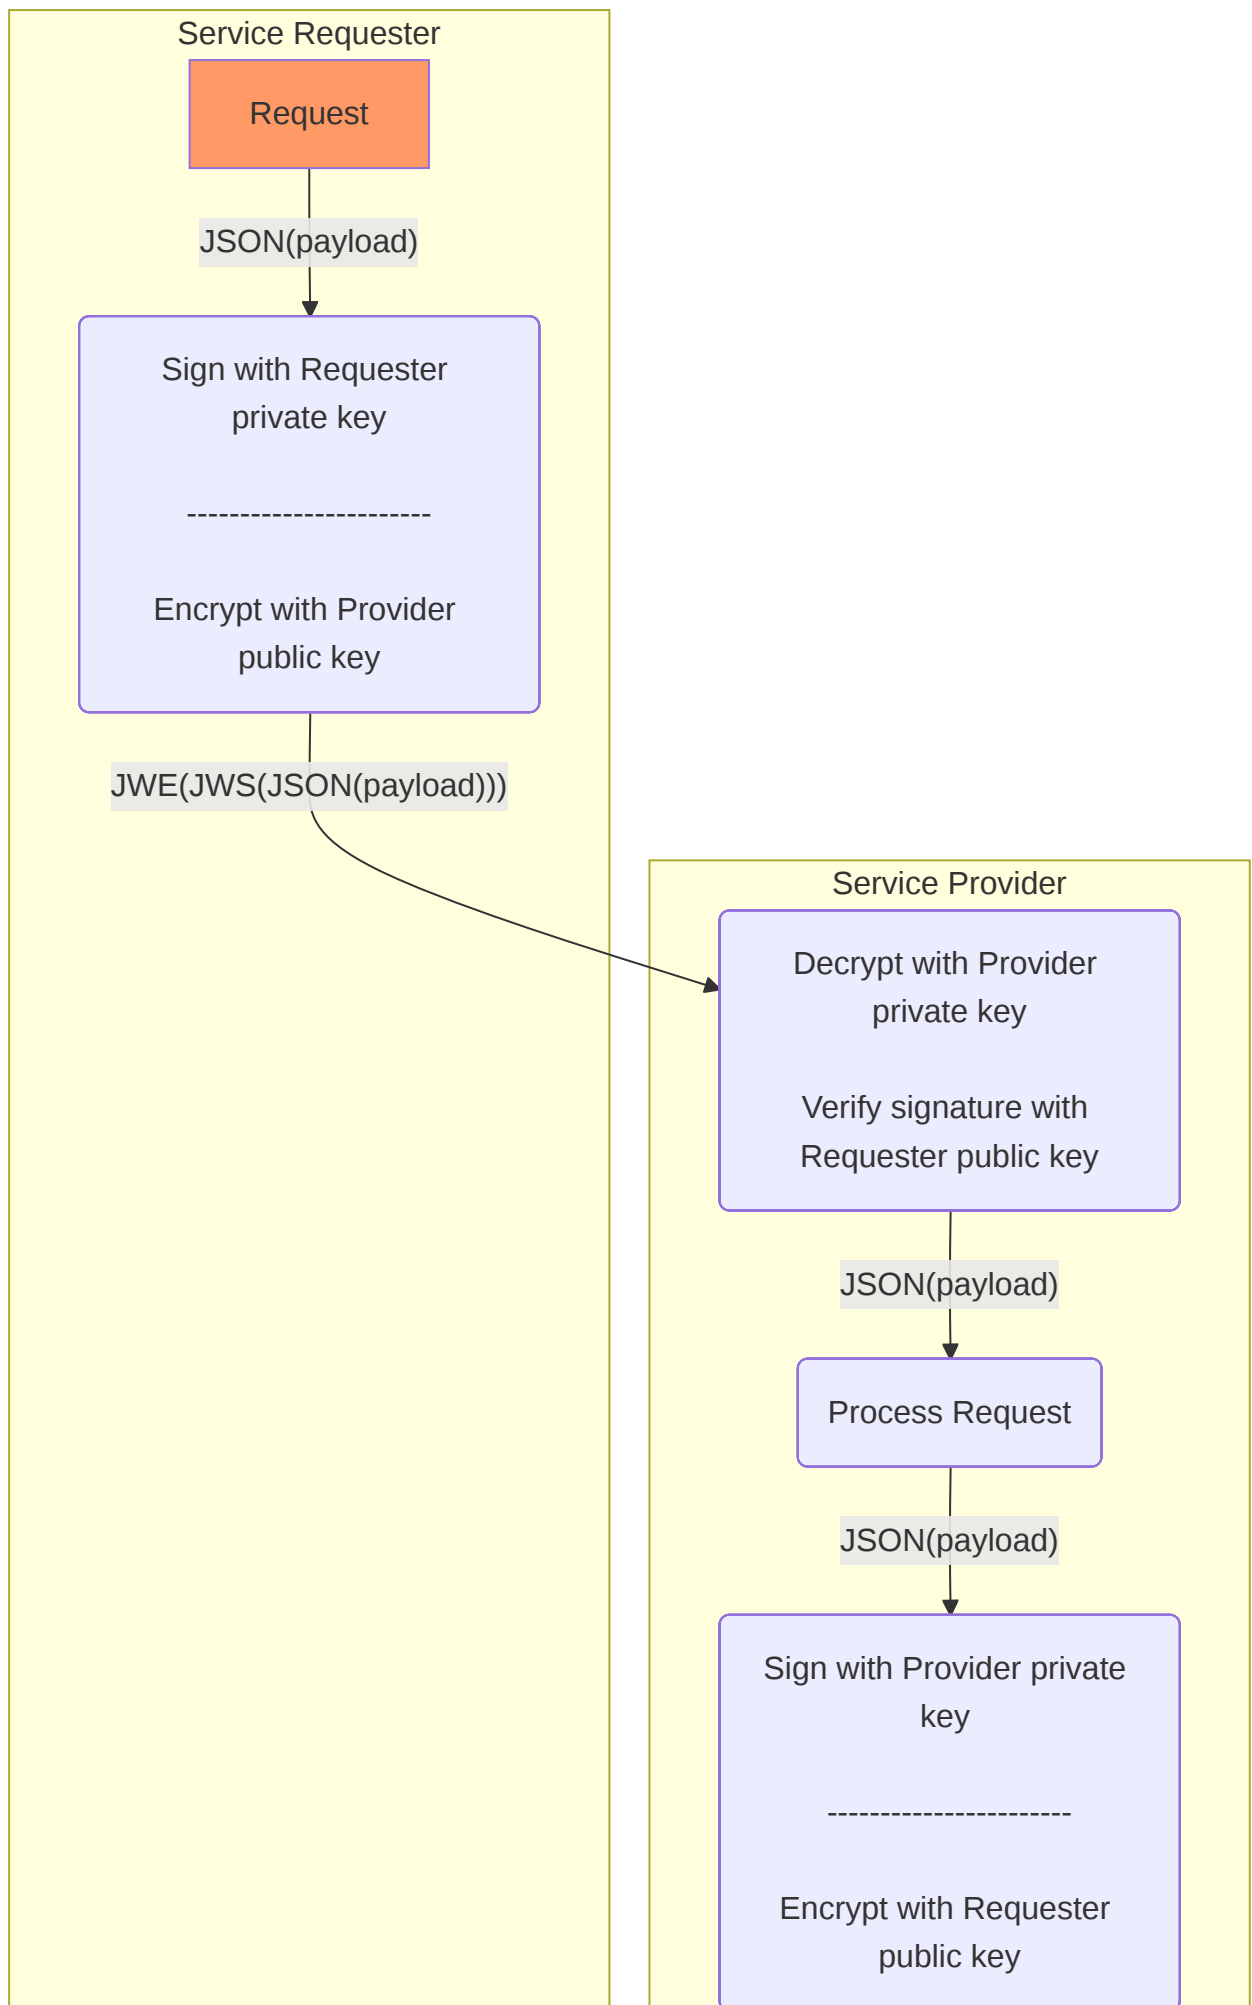 Service Requester
Request
JSON(payload)
Sign with Requester
private key
-----------------------
Encrypt with Provider
public key
JWE(JWS(JSON(payload)))
Service Provider
Decrypt with Provider
private key
Verify signature with
Requester public key
JSON(payload)
Process Request
JSON(payload)
Sign with Provider private
key
-----------------------
Encrypt with Requester
public key